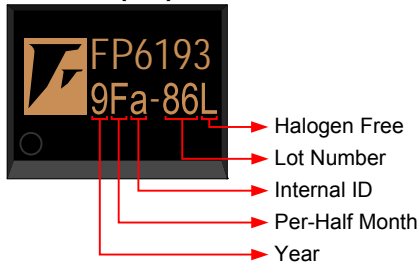 FP6193
9Fa-86L
Halogen Free
Lot Number
Internal ID
Per-Half Month
Year